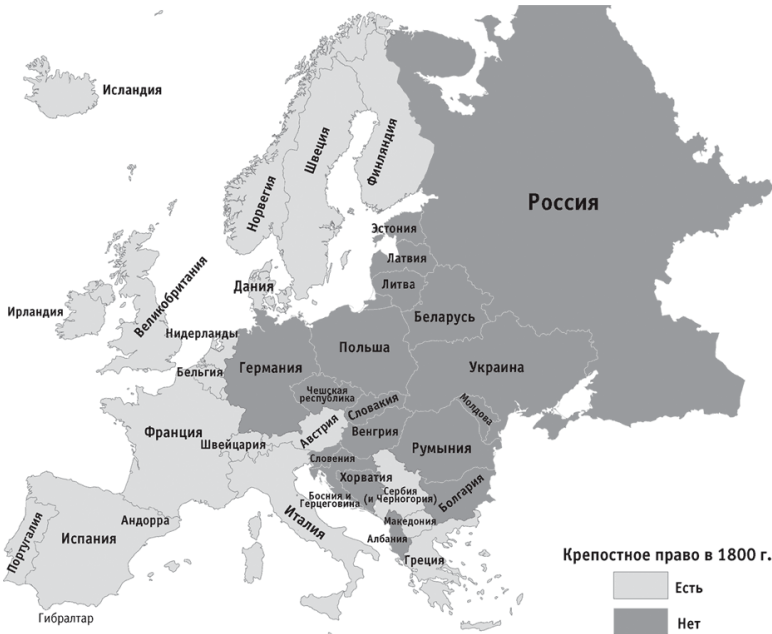 Исландия
Швеция
Финляндия
Норвегия
Россия
Эстония
Латвия
Литва
Дания
Великобритания
Ирландия
Беларусь
Нидерланды
Польша
Бельгия
Германия
Украина
Чешская
республика
Словакия
Молдова
Франция
Австрия
Венгрия
Швейцария
Румыния
Словения
Хорватия
Сербия
(и Черногория)
Босния и
Герцеговина
Болгария
Италия
Македония
Албания
Греция
Андорра
Испания
Португалия
Гибралтар
Крепостное право в 1800 г.
Есть
Нет